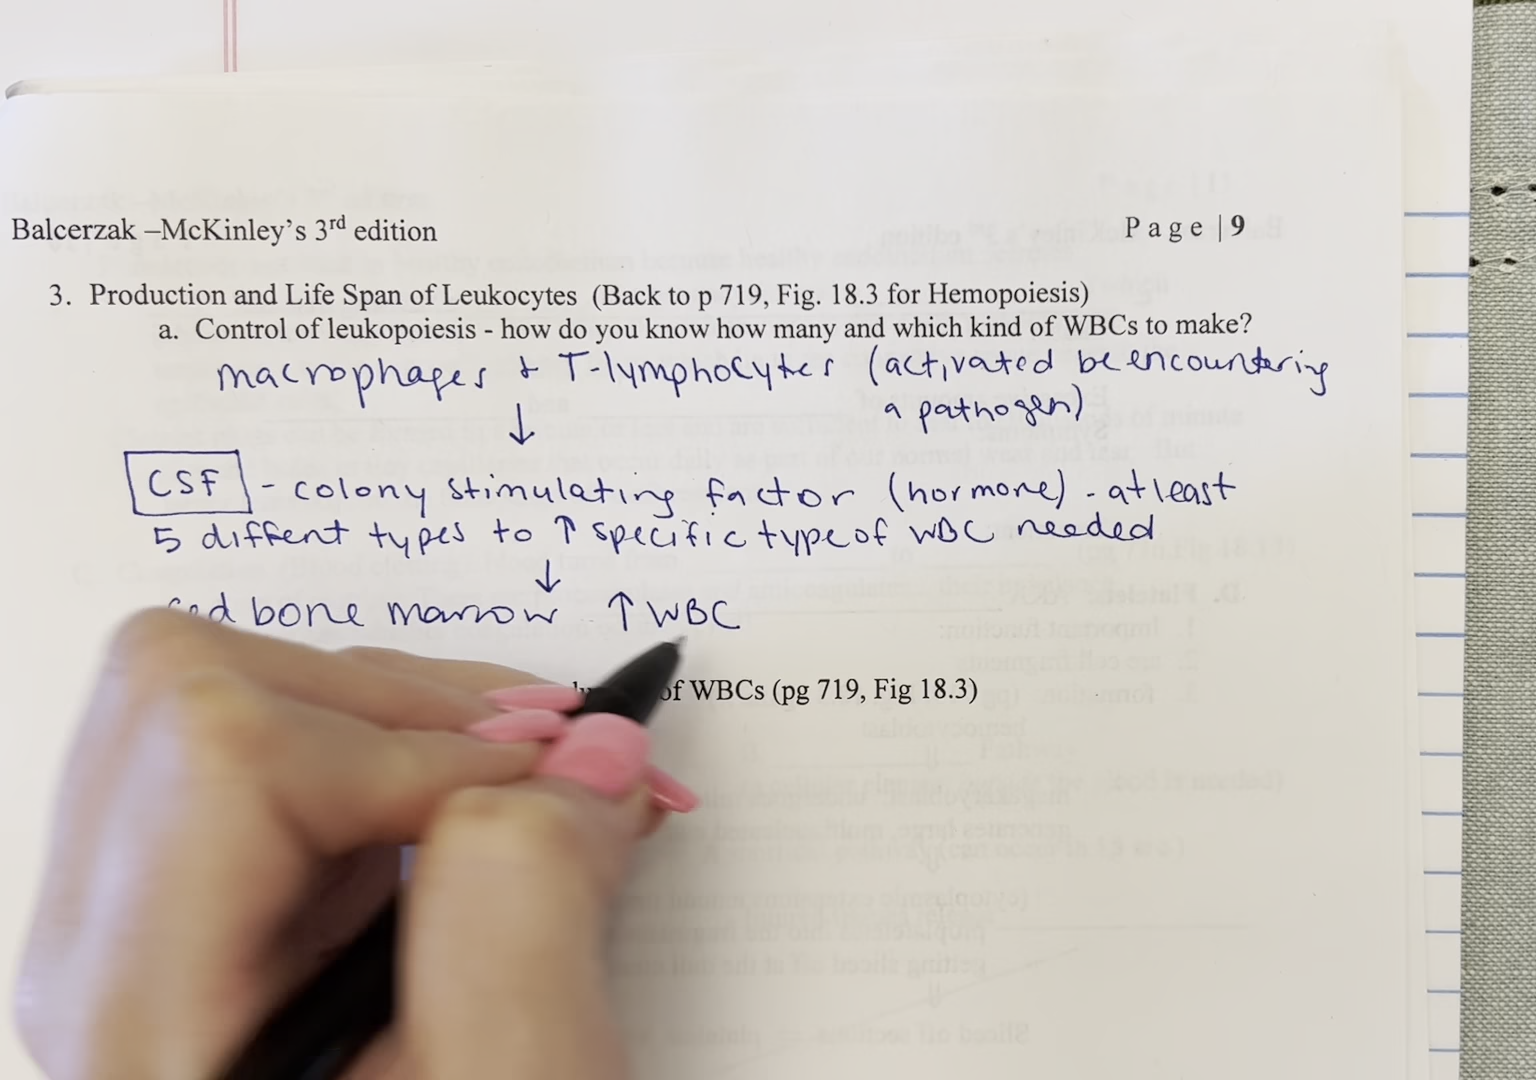 Balcerzak –McKinley's 3rd edition
Page | 9
3. Production and Life Span of Leukocytes (Back to p 719, Fig. 18.3 for Hemopoiesis)
a. Control of leukopoiesis - how do you know how many and which kind of WBCs to make?
macrophages + T-lymphocytes (activated be encountering
a pathogen)
↓
CSF - colony stimulating factor (hormone) - at least
5 diffent types to ↑ specific type of WBC needed
↓
bone marrow ↑ WBC
of WBCs (pg 719, Fig 18.3)